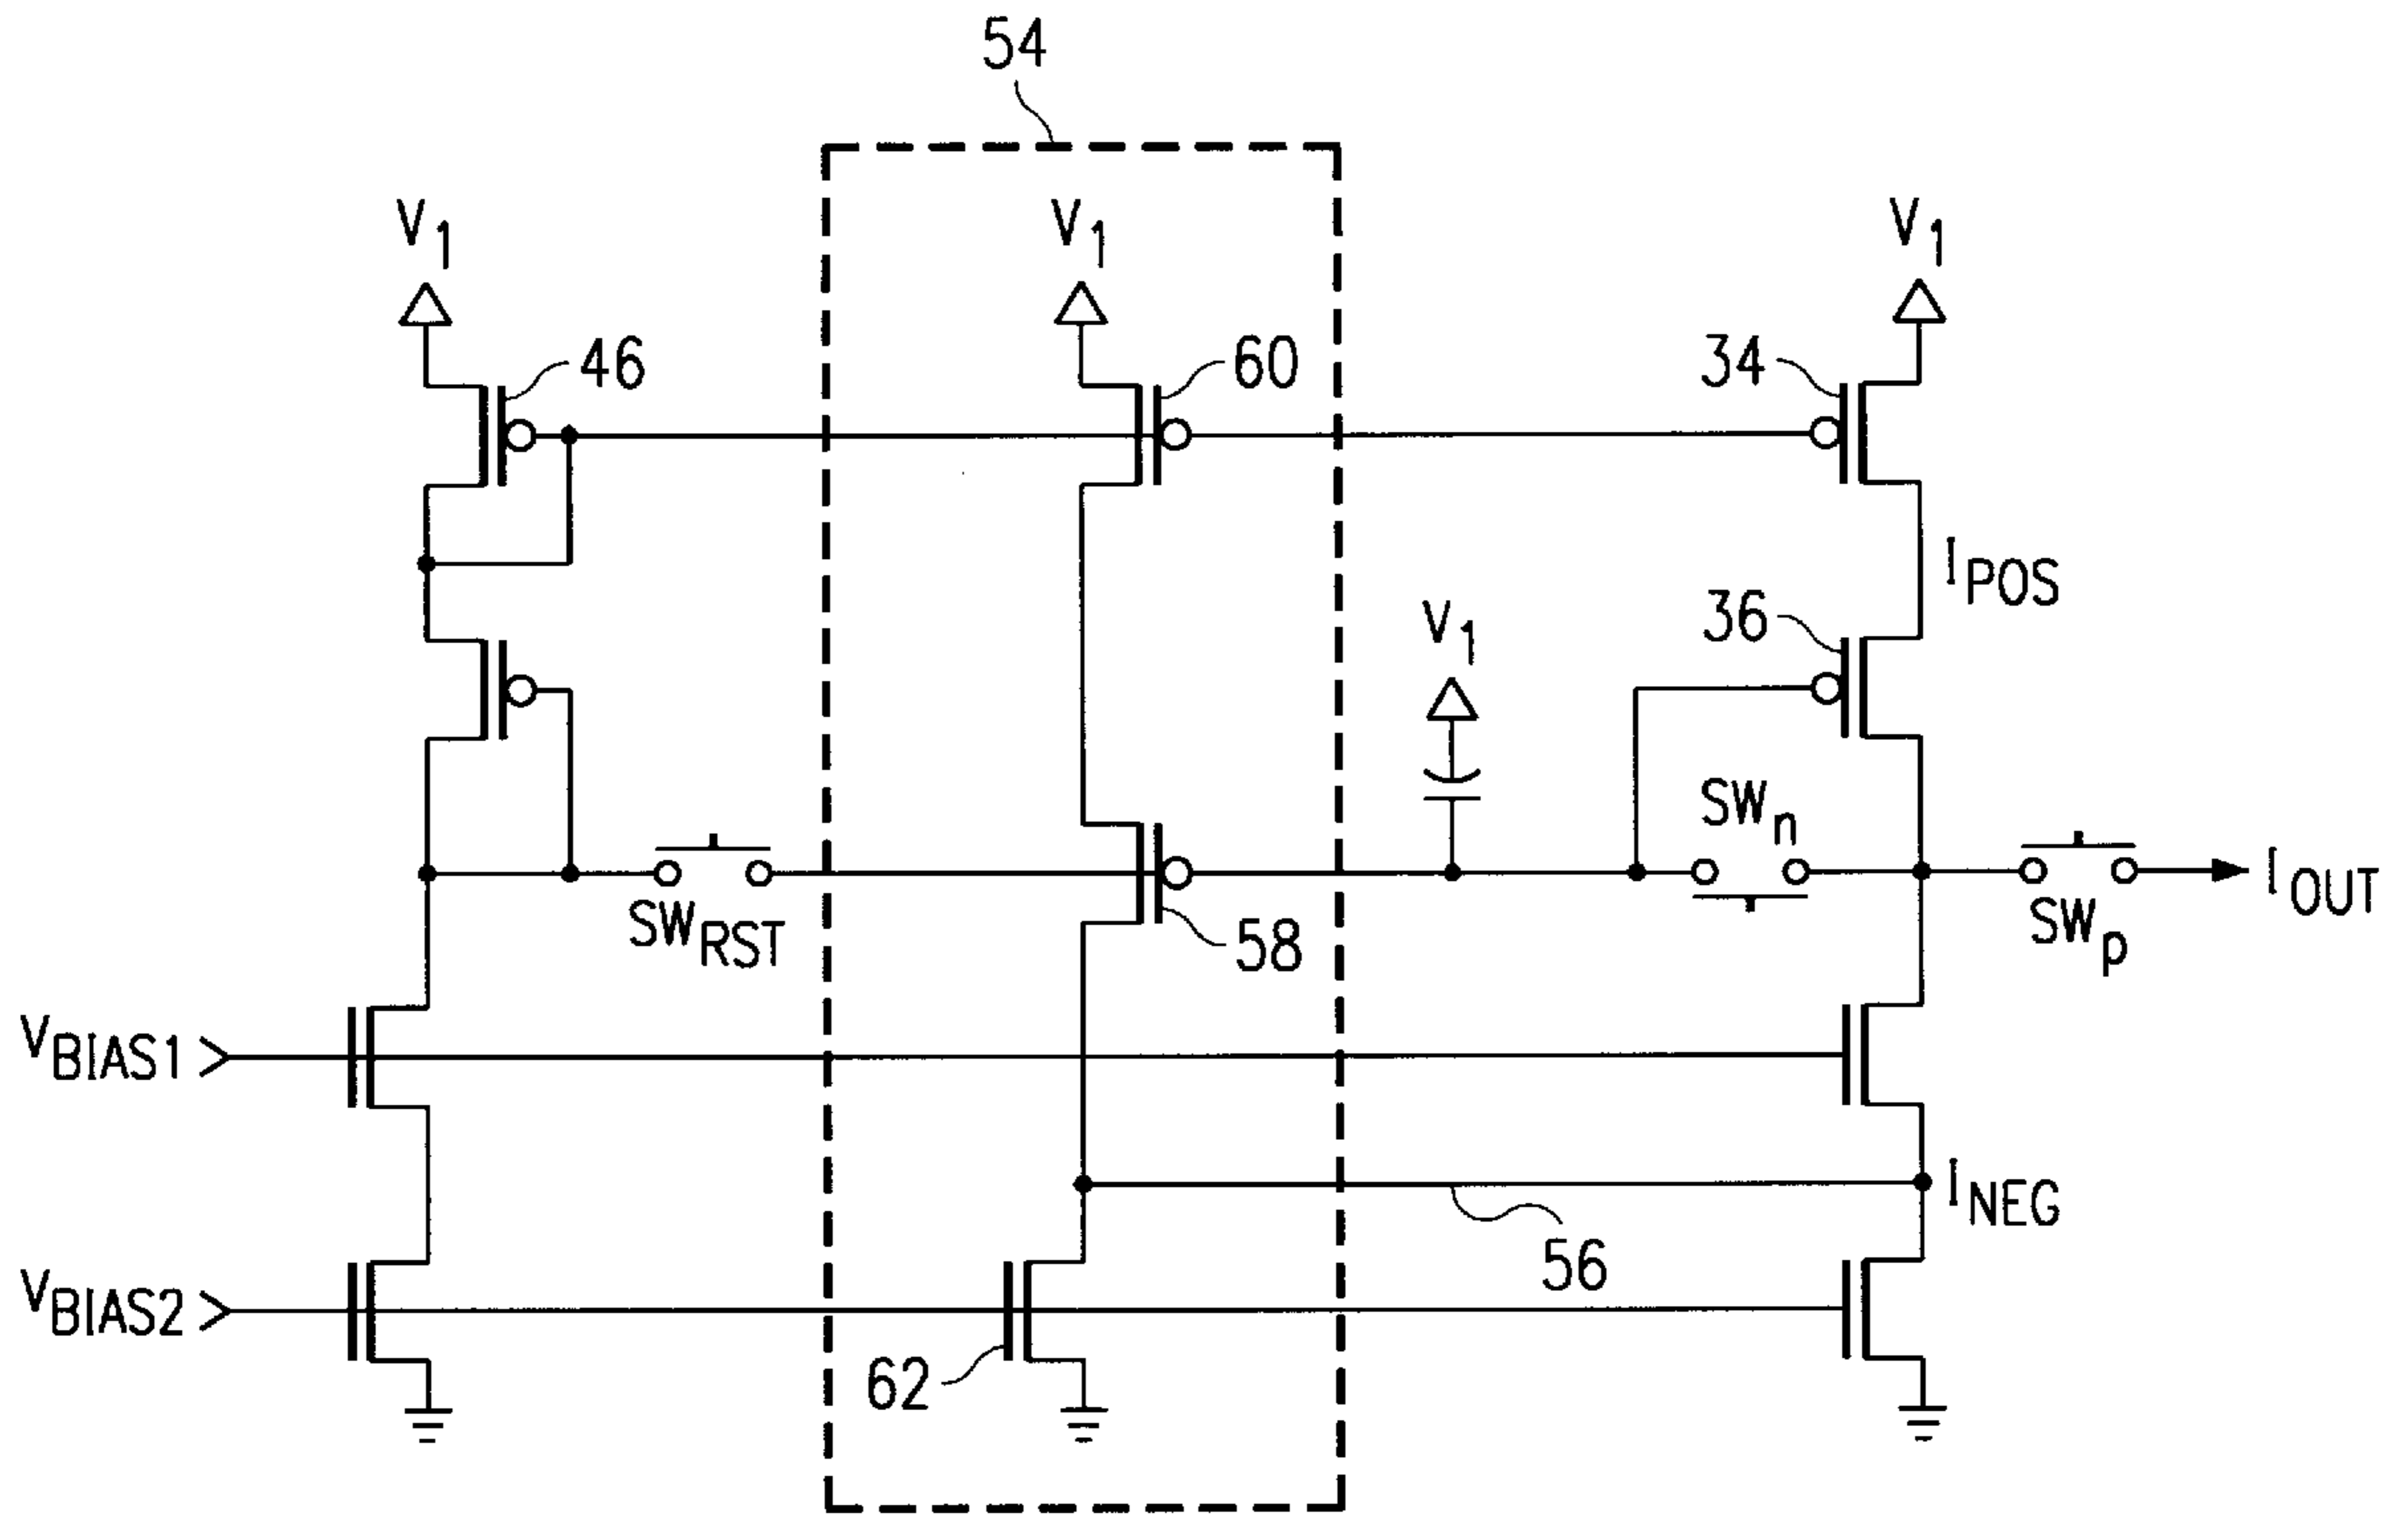 54
V1
V1
V1
46
60
34
IPOS
36
V1
SWn
SWRST
58
SWp
IOUT
VBIAS1
INEG
56
VBIAS2
62